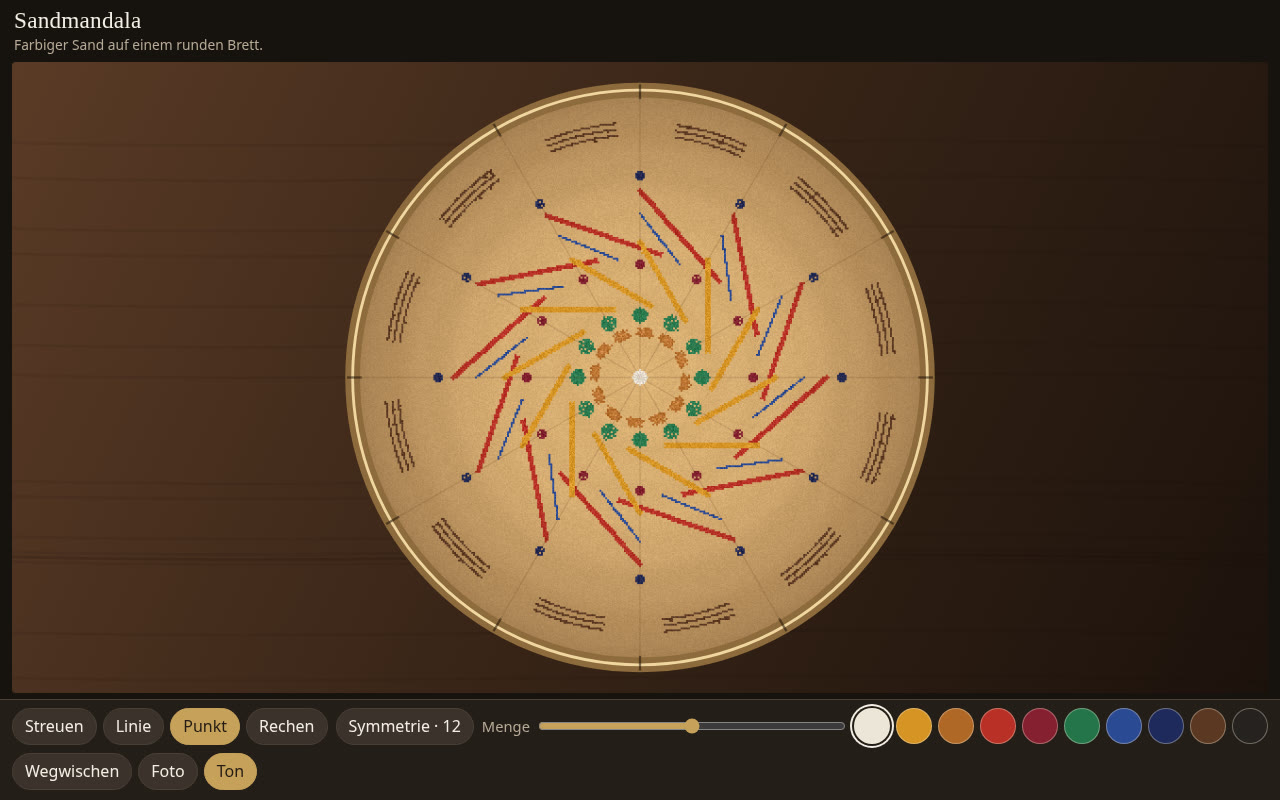 Sandmandala
Farbiger Sand auf einem runden Brett.
Streuen Linie Punkt Rechen Symmetrie · 12 Menge
Wegwischen Foto Ton